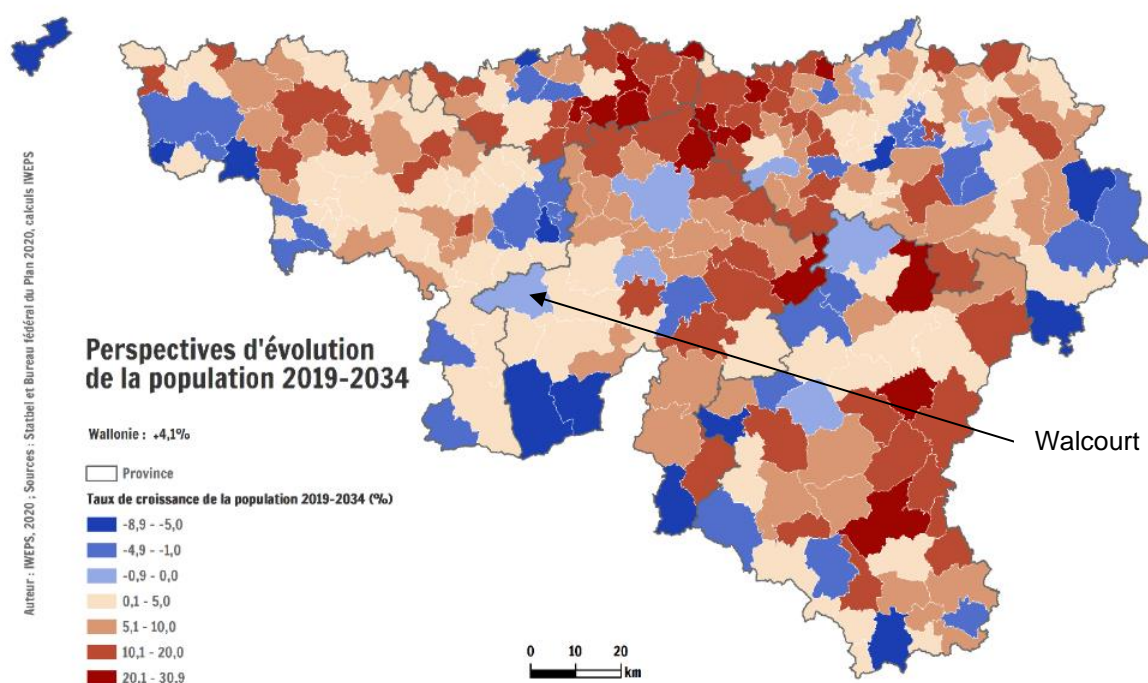 Perspectives d'évolution
de la population 2019-2034
Wallonie : +4,1%
Province
Taux de croissance de la population 2019-2034 (%)
-8,9 - -5,0
-4,9 - -1,0
-0,9 - 0,0
0,1 - 5,0
5,1 - 10,0
10,1 - 20,0
20,1 - 30,9
0 10 20
km
Walcourt
Auteur : IWEPS, 2020 ; Sources : Statbel et Bureau fédéral du Plan 2020, calculs IWEPS